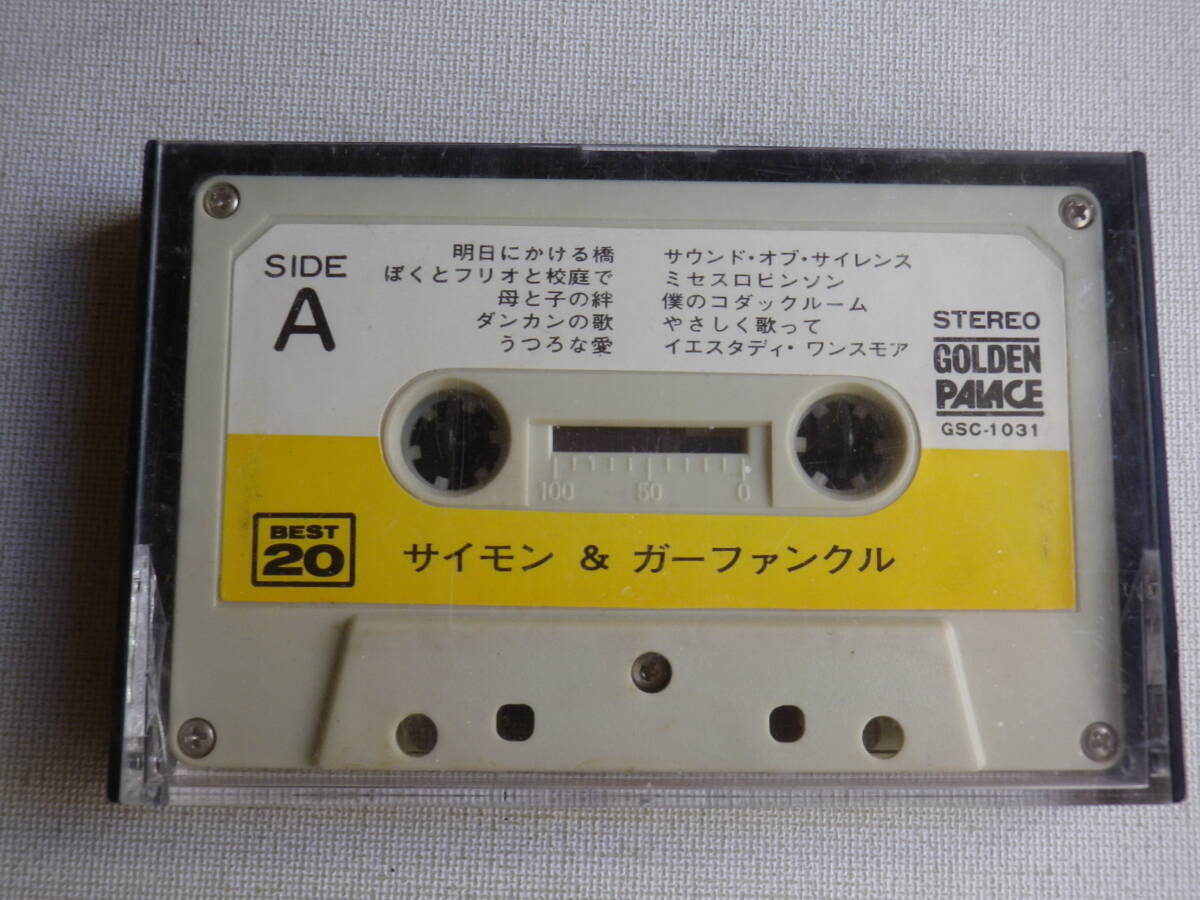 SIDE
A
明日にかける橋
ぼくとフリオと校庭で
母と子の絆
ダンカンの歌
うつろな愛
サウンド・オブ・サイレンス
ミセスロビンソン
僕のコダックルーム
やさしく歌って
イエスタディ・ワンスモア
STEREO
GOLDEN
PALACE
GSC-1031
100 50 0
BEST
20
サイモン & ガーファンクル